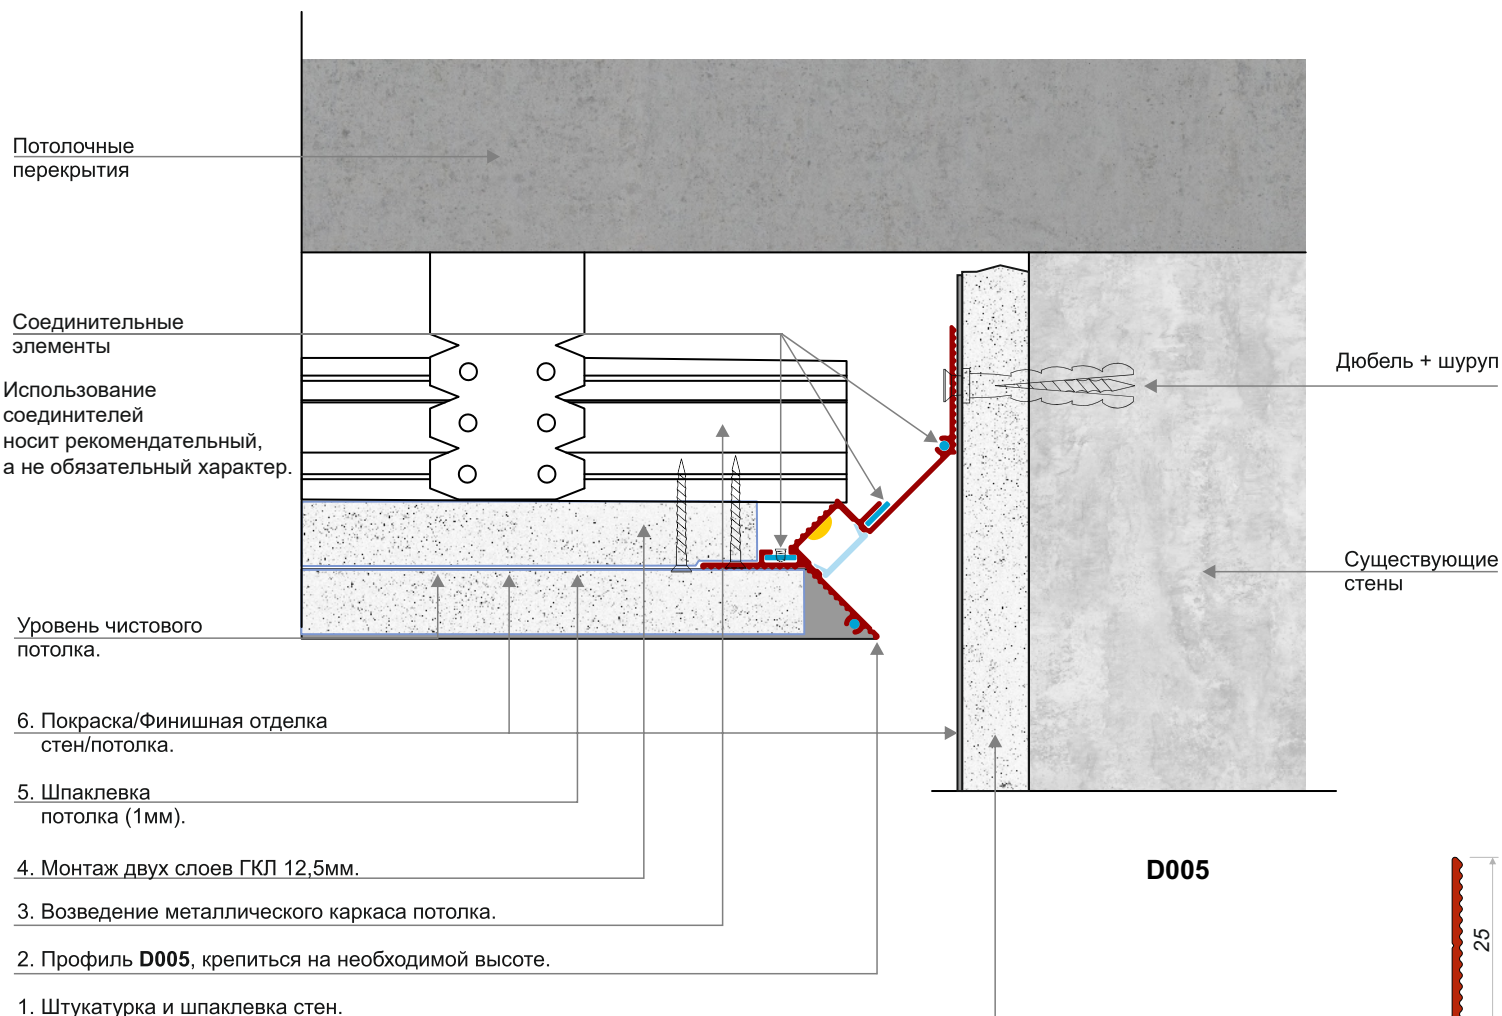 Потолочные
перекрытия
Соединительные
элементы
Использование
соединителей
носит рекомендательный,
а не обязательный характер.
Дюбель + шуруп
Существующие
стены
Уровень чистового
потолка.
6. Покраска/Финишная отделка
стен/потолка.
5. Шпаклевка
потолка (1мм).
4. Монтаж двух слоев ГКЛ 12,5мм.
3. Возведение металлического каркаса потолка.
2. Профиль D005, крепиться на необходимой высоте.
1. Штукатурка и шпаклевка стен.
D005
25